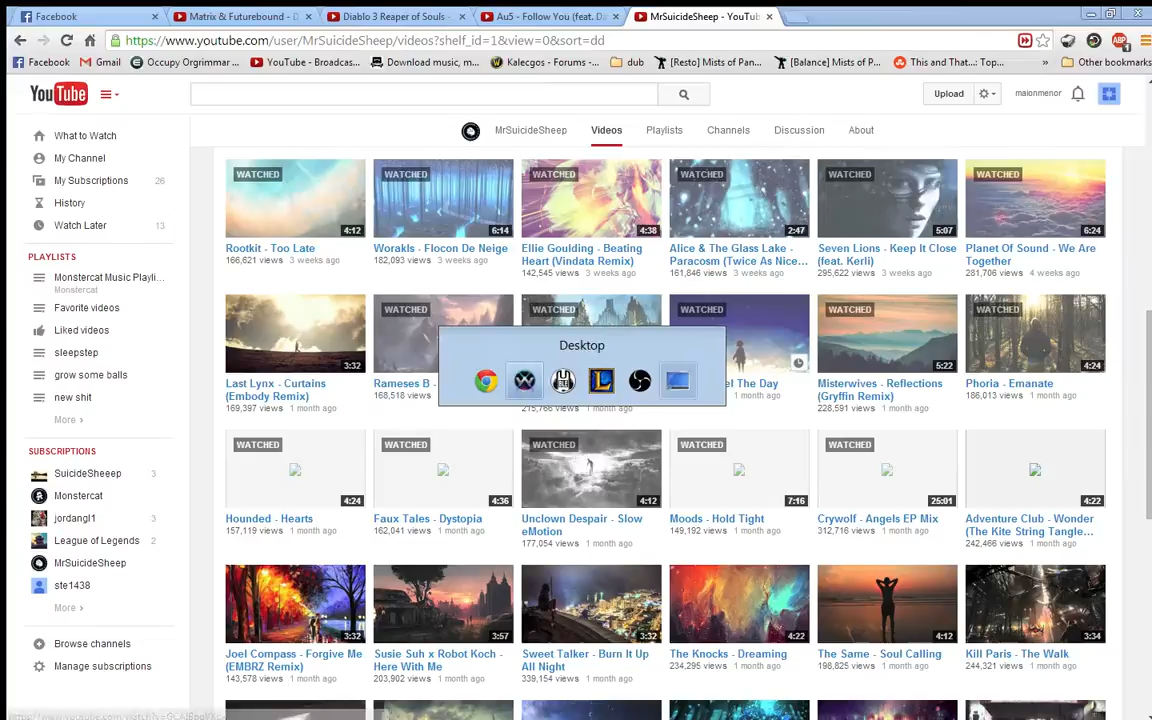 Facebook
Matrix & Futurebound - D
Diablo 3 Reaper of Souls -
Au5 - Follow You (feat. Da
MrSuicideSheep - YouTub
https://www.youtube.com/user/MrSuicideSheep/videos?shelf_id=1&view=0&sort=dd
Facebook
Gmail
Occupy Orgrimmar ...
YouTube - Broadcas...
Download music, m...
Kalecgos - Forums -...
dub
[Resto] Mists of Pan...
[Balance] Mists of P...
This and That...: Top...
»
Other bookmarks
YouTube
Upload
maionmenor
MrSuicideSheep
Videos
Playlists
Channels
Discussion
About
What to Watch
My Channel
My Subscriptions 26
History
Watch Later 13
PLAYLISTS
Monstercat Music Playli...
Monstercat
Favorite videos
Liked videos
sleepstep
grow some balls
new shit
More ›
SUBSCRIPTIONS
SuicideSheeep 3
Monstercat
jordangl1 3
League of Legends 2
MrSuicideSheep
ste1438
More ›
Browse channels
Manage subscriptions
WATCHED WATCHED WATCHED WATCHED WATCHED WATCHED
4:12 6:14 4:38 2:47 5:07 6:24
Rootkit - Too Late
166,621 views 3 weeks ago
Worakls - Flocon De Neige
182,093 views 3 weeks ago
Ellie Goulding - Beating
Heart (Vindata Remix)
142,545 views 3 weeks ago
Alice & The Glass Lake -
Paracosm (Twice As Nice...
161,846 views 3 weeks ago
Seven Lions - Keep It Close
(feat. Kerli)
295,622 views 3 weeks ago
Planet Of Sound - We Are
Together
281,706 views 4 weeks ago
WATCHED WATCHED WATCHED WATCHED WATCHED WATCHED
3:32 5:22 4:10
Desktop
Last Lynx - Curtains
(Embody Remix)
169,397 views 1 month ago
Rameses B -
168,518 views
215,766 views 1 month ago
el The Day
1 month ago
Misterwives - Reflections
(Gryffin Remix)
228,591 views 1 month ago
Phoria - Emanate
186,013 views 1 month ago
WATCHED WATCHED WATCHED WATCHED WATCHED
4:24 4:36 4:12 7:16 25:01 4:22
Hounded - Hearts
157,119 views 1 month ago
Faux Tales - Dystopia
162,041 views 1 month ago
Unclown Despair - Slow
eMotion
177,054 views 1 month ago
Moods - Hold Tight
149,192 views 1 month ago
Crywolf - Angels EP Mix
312,716 views 1 month ago
Adventure Club - Wonder
(The Kite String Tangle...
242,466 views 1 month ago
3:32 3:57 3:32 4:22 4:12 3:34
Joel Compass - Forgive Me
(EMBRZ Remix)
143,578 views 1 month ago
Susie Suh x Robot Koch -
Here With Me
203,902 views 1 month ago
Sweet Talker - Burn It Up
All Night
339,154 views 1 month ago
The Knocks - Dreaming
234,295 views 1 month ago
The Same - Soul Calling
198,825 views 1 month ago
Kill Paris - The Walk
244,321 views 1 month ago